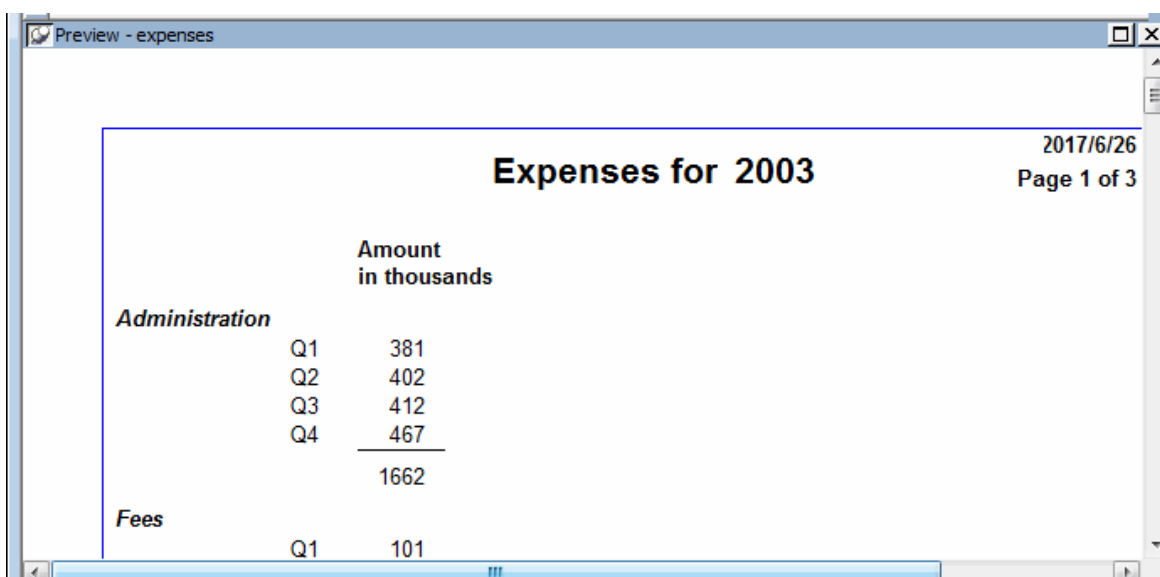 Preview - expenses
2017/6/26
Expenses for 2003
Page 1 of 3
Amount
in thousands
Administration
Q1 381
Q2 402
Q3 412
Q4 467
1662
Fees
Q1 101